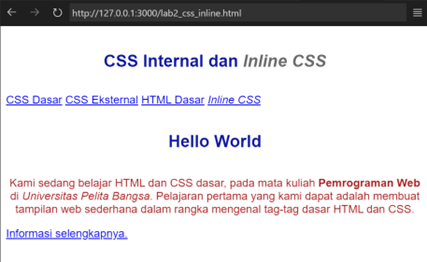 http://127.0.0.1:3000/lab2_css_inline.html
CSS Internal dan Inline CSS
CSS Dasar CSS Eksternal HTML Dasar Inline CSS
Hello World
Kami sedang belajar HTML dan CSS dasar, pada mata kuliah Pemrograman Web
di Universitas Pelita Bangsa. Pelajaran pertama yang kami dapat adalah membuat
tampilan web sederhana dalam rangka mengenal tag-tag dasar HTML dan CSS.
Informasi selengkapnya.